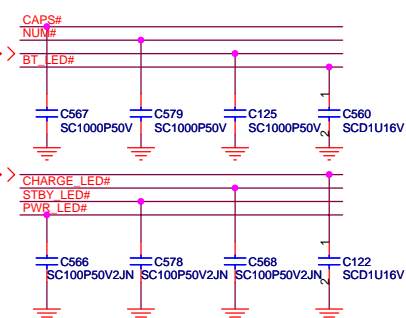 CAPS#
NUM#
BT_LED#
C567
SC1000P50V
C579
SC1000P50V
C125
SC1000P50V
1
2
C560
SCD1U16V
CHARGE_LED#
STBY_LED#
PWR_LED#
C566
SC100P50V2JN
C578
SC100P50V2JN
C568
SC100P50V2JN
1
2
C122
SCD1U16V